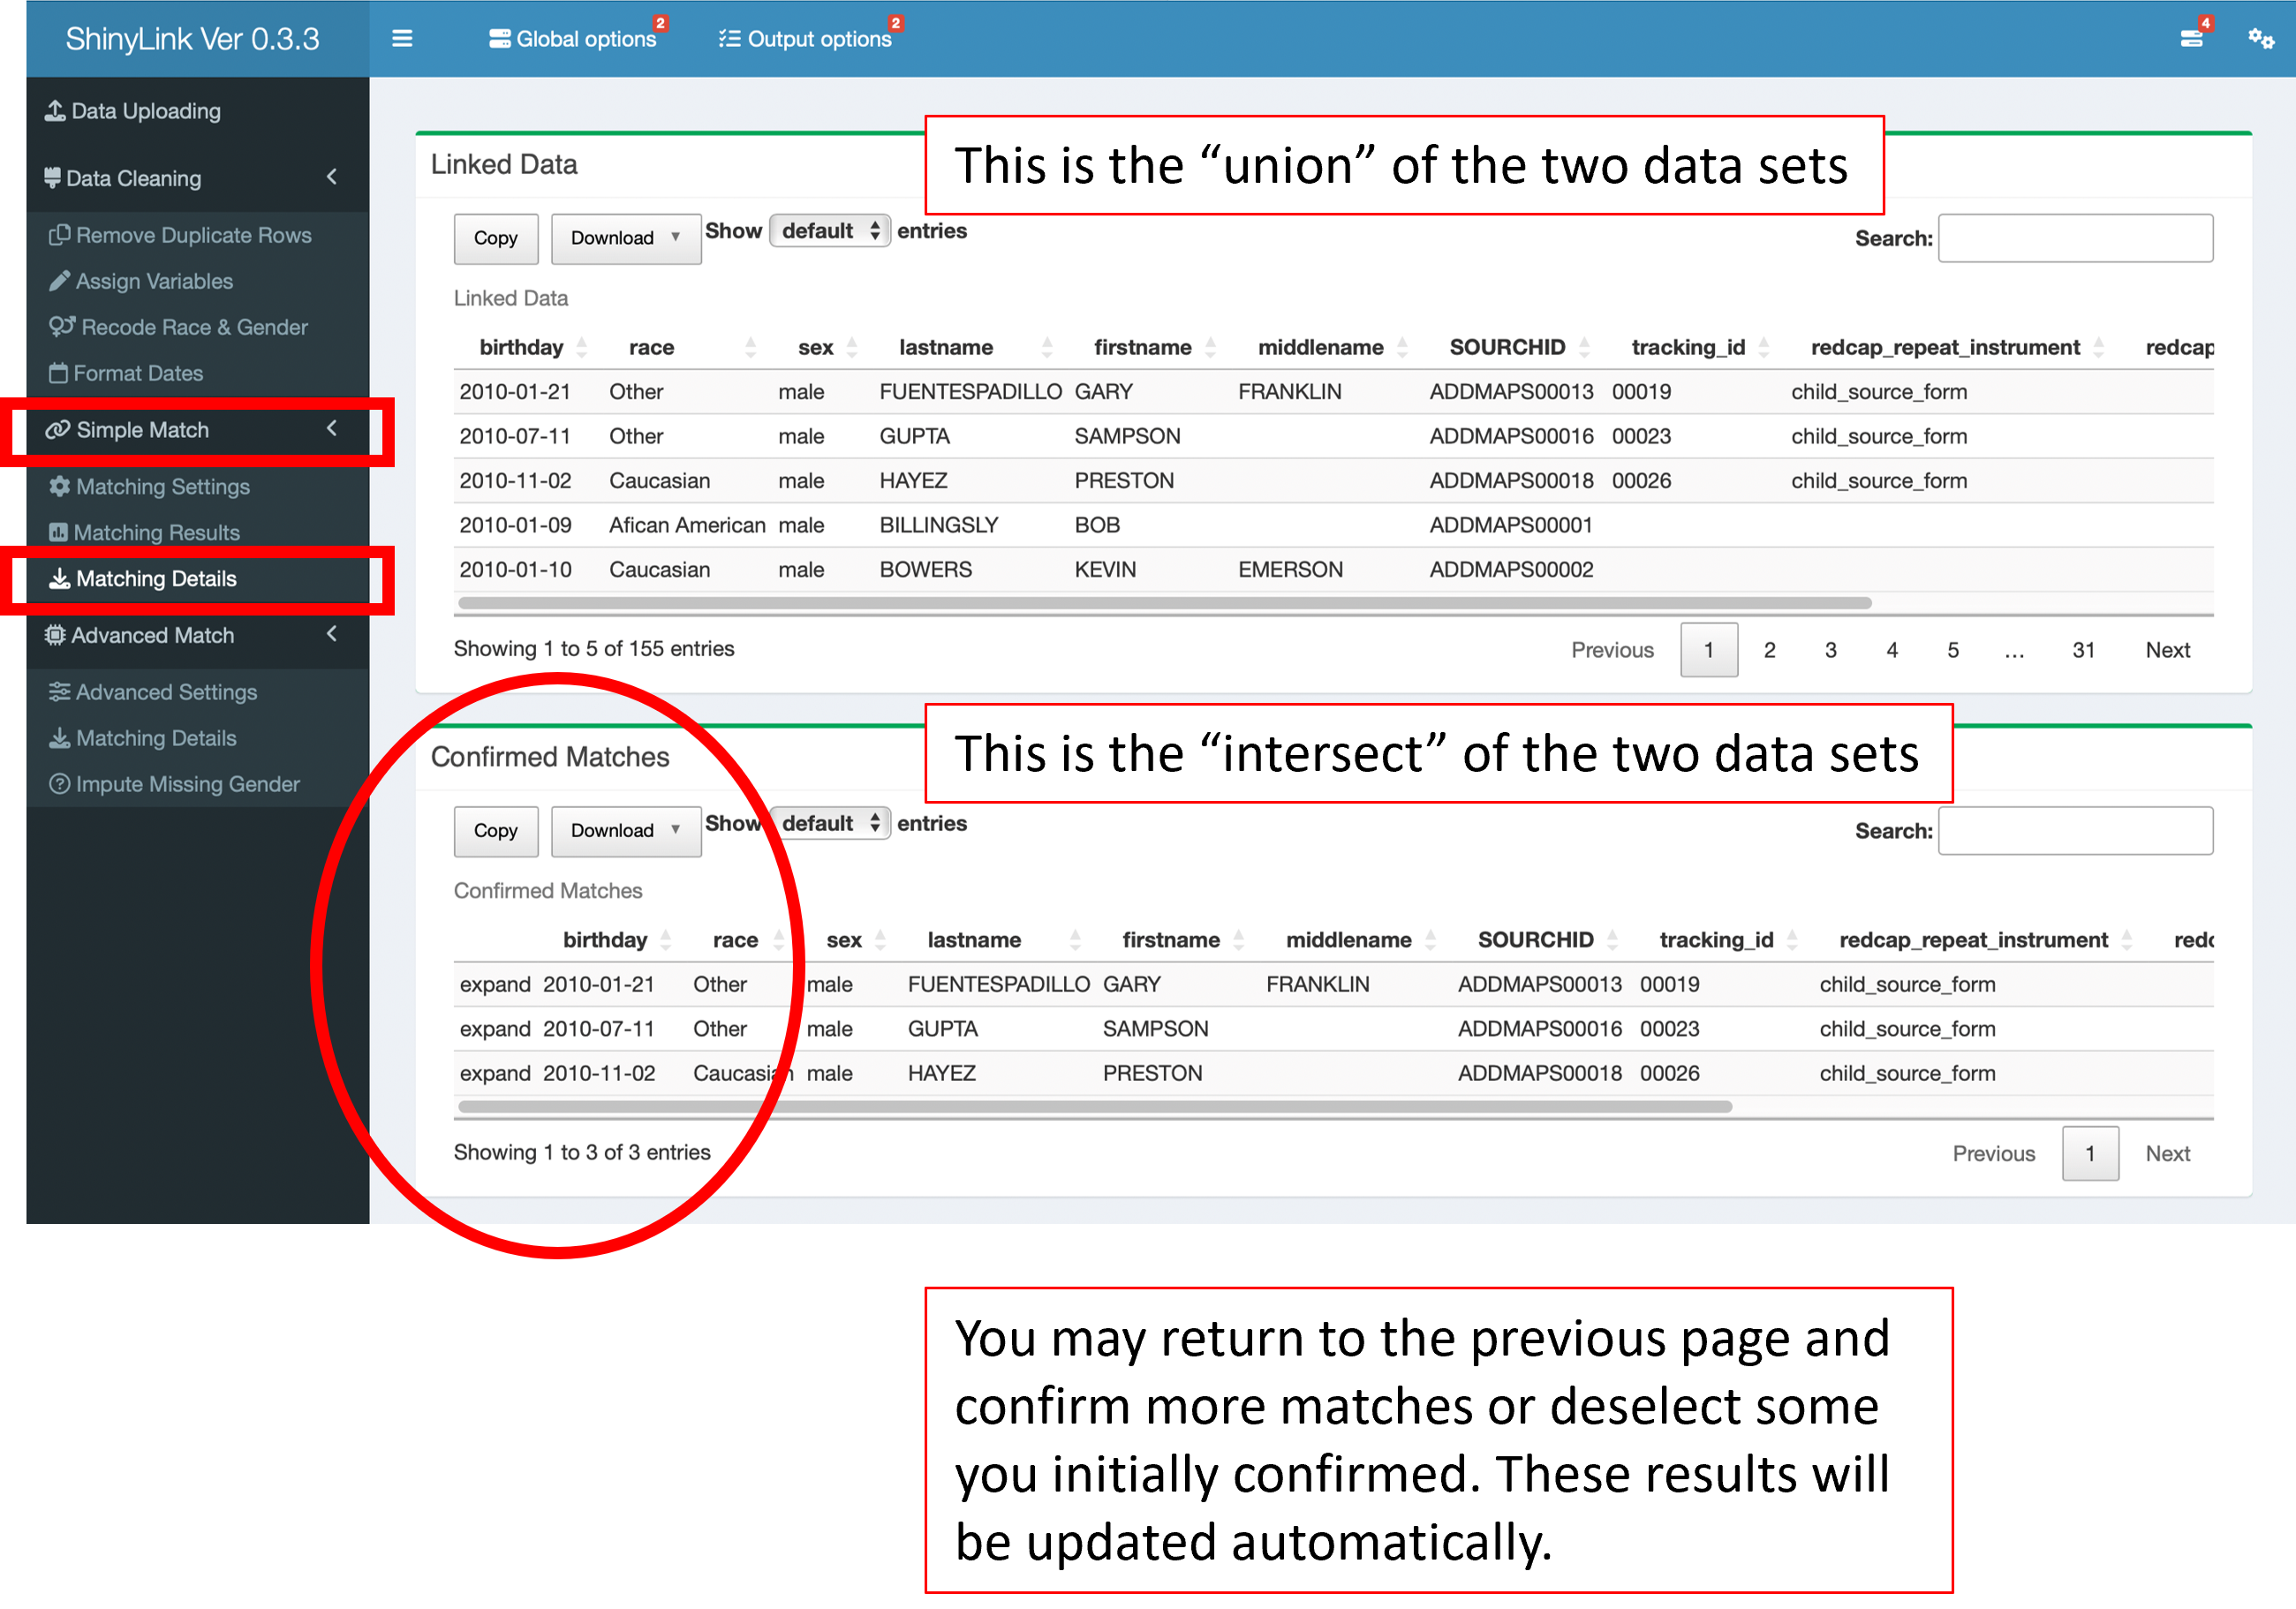 ShinyLink Ver 0.3.3
Global options 2
Output options 2
4
Data Uploading
Data Cleaning
Remove Duplicate Rows
Assign Variables
Recode Race & Gender
Format Dates
Simple Match
Matching Settings
Matching Results
Matching Details
Advanced Match
Advanced Settings
Matching Details
Impute Missing Gender
Linked Data
This is the “union” of the two data sets
Copy Download Show default entries Search:
Linked Data
birthday race sex lastname firstname middlename SOURCHID tracking_id redcap_repeat_instrument redcap
2010-01-21 Other male FUENTESPADILLO GARY FRANKLIN ADDMAPS00013 00019 child_source_form
2010-07-11 Other male GUPTA SAMPSON ADDMAPS00016 00023 child_source_form
2010-11-02 Caucasian male HAYEZ PRESTON ADDMAPS00018 00026 child_source_form
2010-01-09 Afican American male BILLINGSLY BOB ADDMAPS00001
2010-01-10 Caucasian male BOWERS KEVIN EMERSON ADDMAPS00002
Showing 1 to 5 of 155 entries Previous 1 2 3 4 5 … 31 Next
Confirmed Matches
This is the “intersect” of the two data sets
Copy Download Show default entries Search:
Confirmed Matches
birthday race sex lastname firstname middlename SOURCHID tracking_id redcap_repeat_instrument redc
expand 2010-01-21 Other male FUENTESPADILLO GARY FRANKLIN ADDMAPS00013 00019 child_source_form
expand 2010-07-11 Other male GUPTA SAMPSON ADDMAPS00016 00023 child_source_form
expand 2010-11-02 Caucasian male HAYEZ PRESTON ADDMAPS00018 00026 child_source_form
Showing 1 to 3 of 3 entries Previous 1 Next
You may return to the previous page and
confirm more matches or deselect some
you initially confirmed. These results will
be updated automatically.